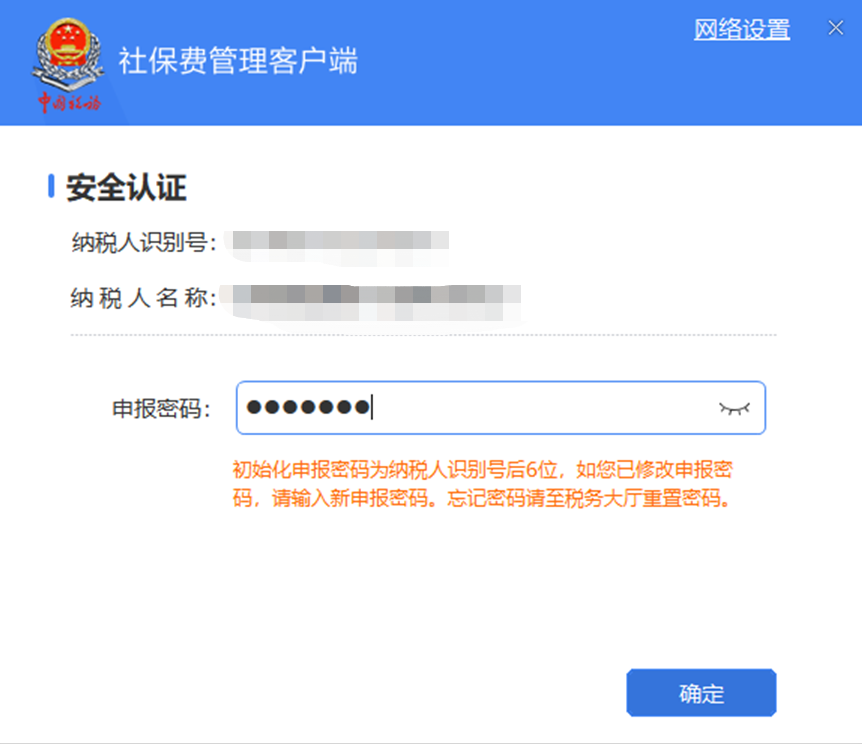 网络设置
社保费管理客户端
中国税务
安全认证
纳税人识别号:
纳税人名称:
申报密码:
初始化申报密码为纳税人识别号后6位，如您已修改申报密
码，请输入新申报密码。忘记密码请至税务大厅重置密码。
确定